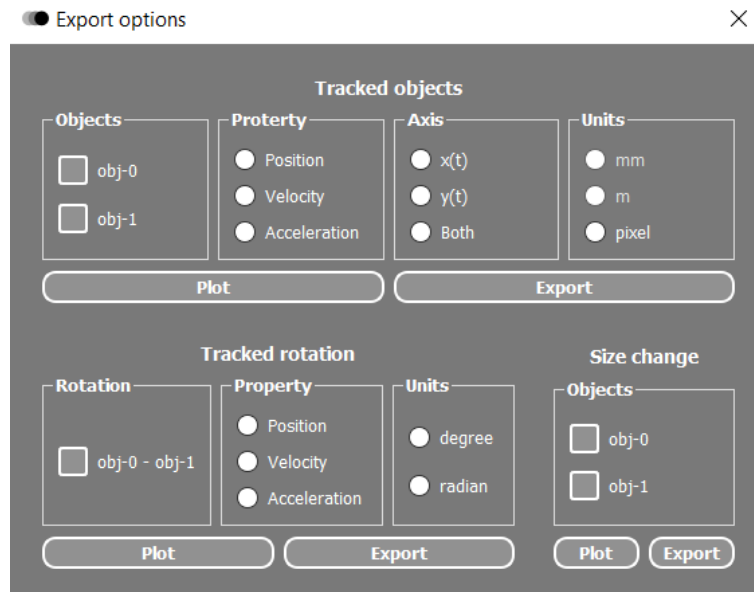 Export options
Tracked objects
Objects
obj-0
obj-1
Proterty
Position
Velocity
Acceleration
Axis
x(t)
y(t)
Both
Units
mm
m
pixel
Plot
Export
Tracked rotation
Rotation
obj-0 - obj-1
Property
Position
Velocity
Acceleration
Units
degree
radian
Plot
Export
Size change
Objects
obj-0
obj-1
Plot
Export